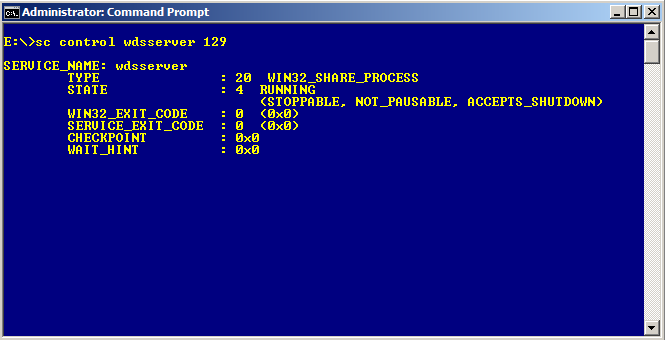 Administrator: Command Prompt
E:\>sc control wdsserver 129
SERVICE_NAME: wdsserver
        TYPE               : 20  WIN32_SHARE_PROCESS
        STATE              : 4  RUNNING
                                (STOPPABLE, NOT_PAUSABLE, ACCEPTS_SHUTDOWN)
        WIN32_EXIT_CODE    : 0  (0x0)
        SERVICE_EXIT_CODE  : 0  (0x0)
        CHECKPOINT         : 0x0
        WAIT_HINT          : 0x0